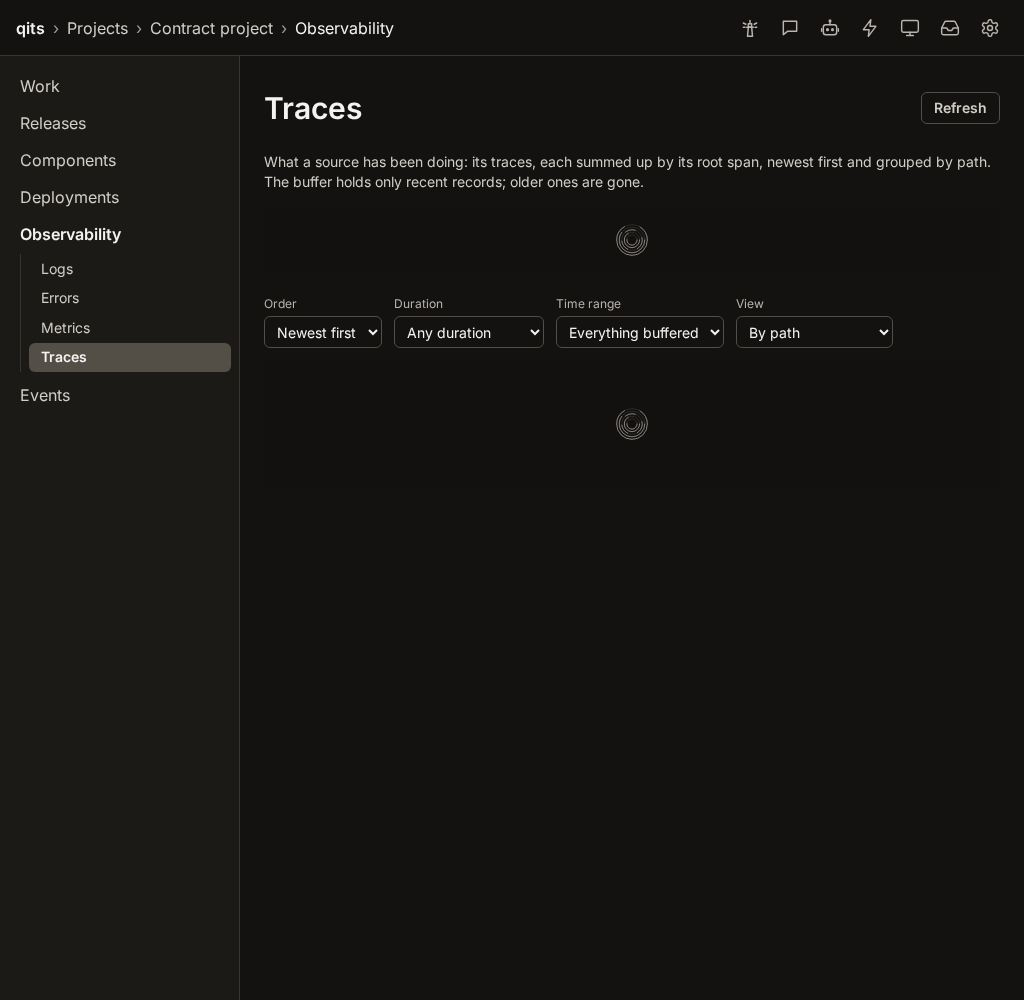 qits › Projects › Contract project › Observability
Work
Releases
Components
Deployments
Observability
Logs
Errors
Metrics
Traces
Events
Traces
Refresh
What a source has been doing: its traces, each summed up by its root span, newest first and grouped by path.
The buffer holds only recent records; older ones are gone.
Order Duration Time range View
Newest first Any duration Everything buffered By path